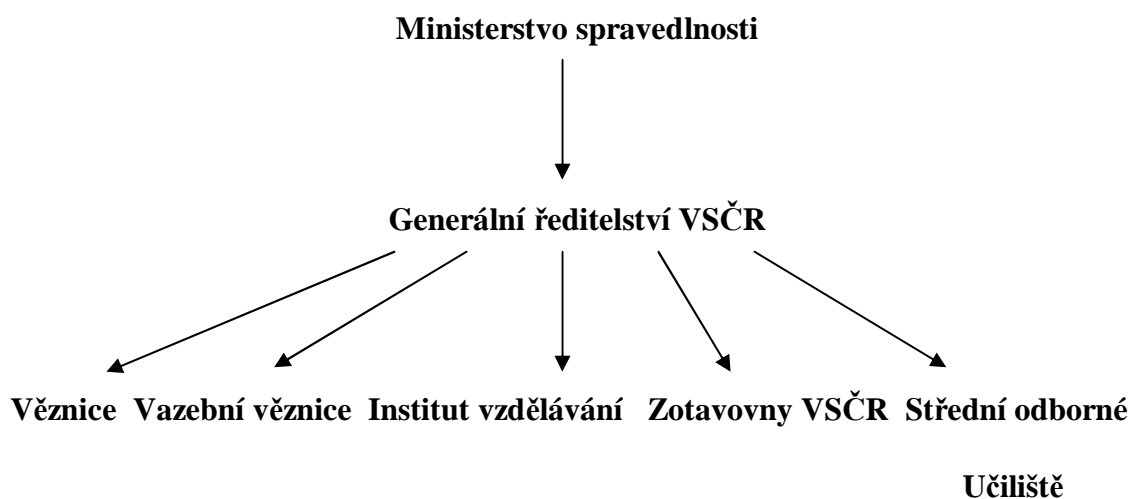 Ministerstvo spravedlnosti
Generální ředitelství VSČR
Věznice Vazební věznice Institut vzdělávání Zotavovny VSČR Střední odborné
Učiliště